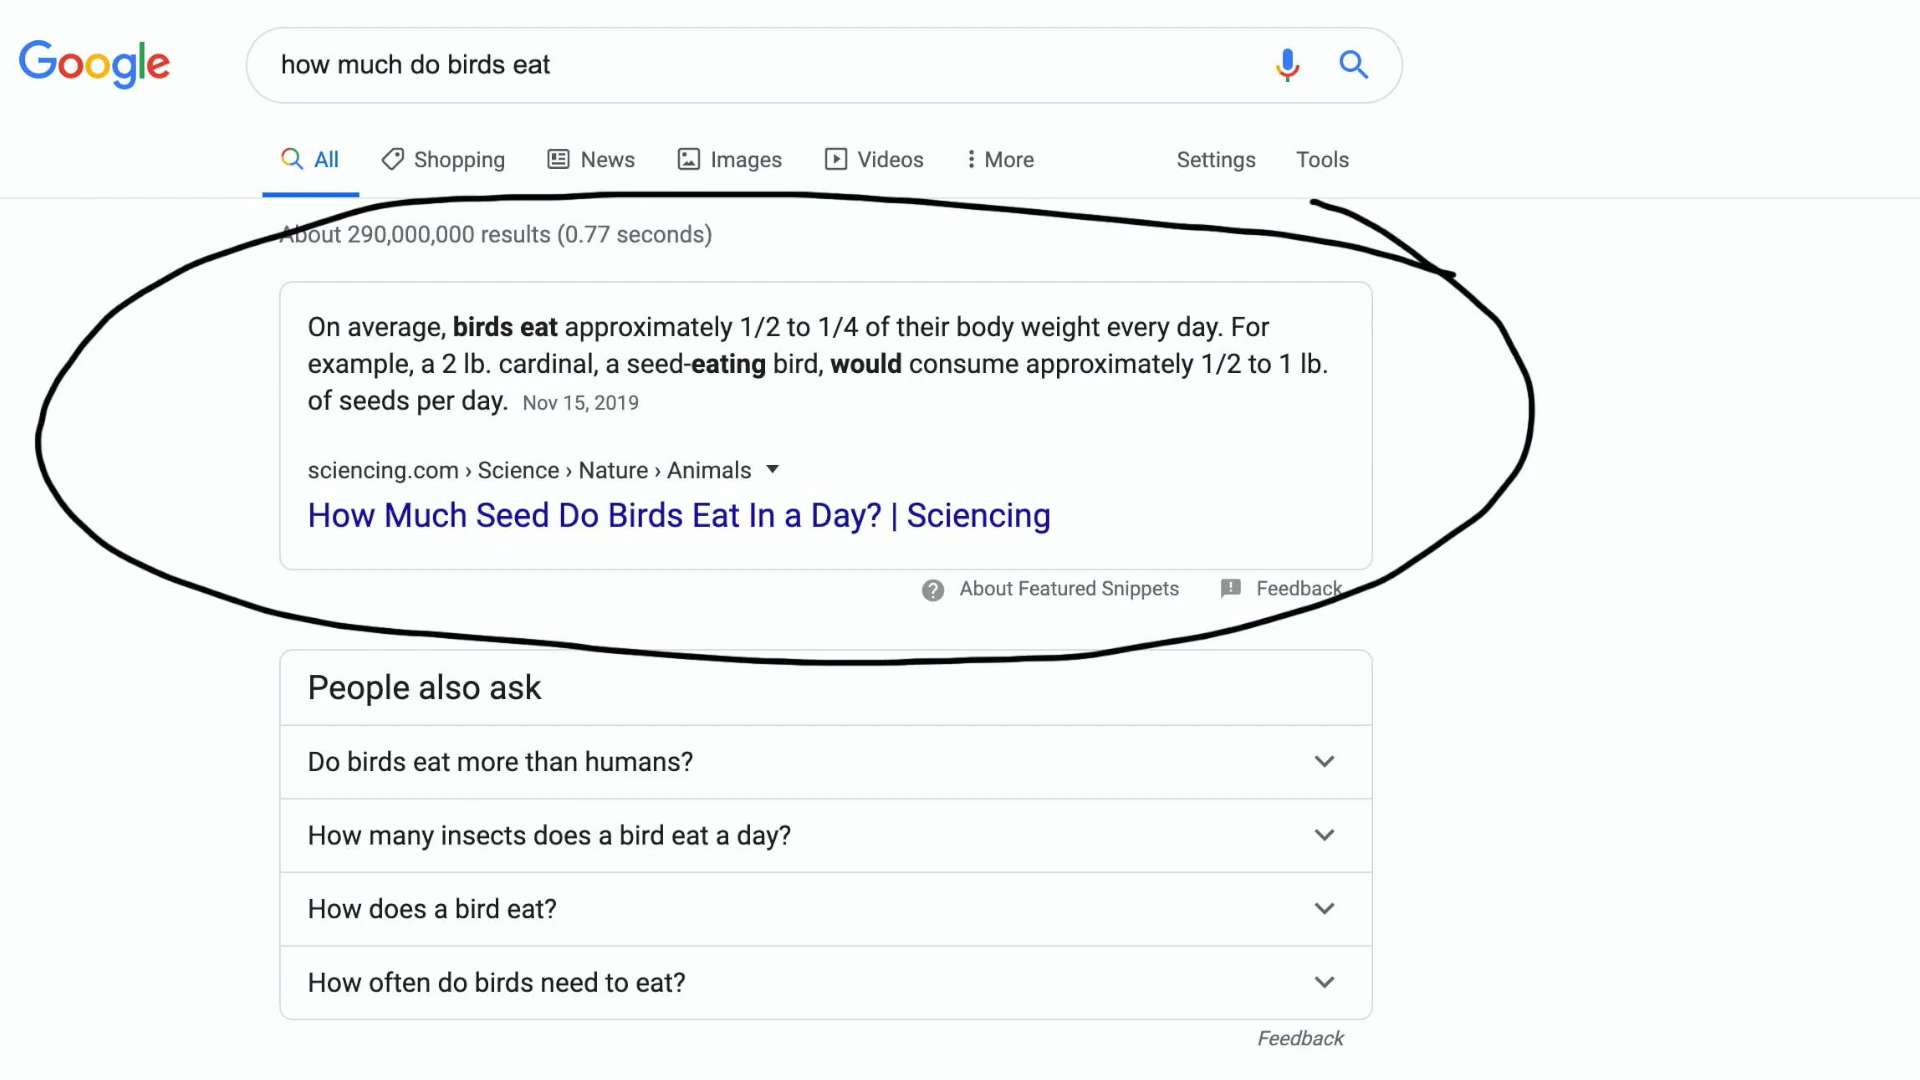 Google
how much do birds eat
All Shopping News Images Videos More Settings Tools
About 290,000,000 results (0.77 seconds)
On average, birds eat approximately 1/2 to 1/4 of their body weight every day. For
example, a 2 lb. cardinal, a seed-eating bird, would consume approximately 1/2 to 1 lb.
of seeds per day. Nov 15, 2019
sciencing.com › Science › Nature › Animals
How Much Seed Do Birds Eat In a Day? | Sciencing
About Featured Snippets Feedback
People also ask
Do birds eat more than humans?
How many insects does a bird eat a day?
How does a bird eat?
How often do birds need to eat?
Feedback